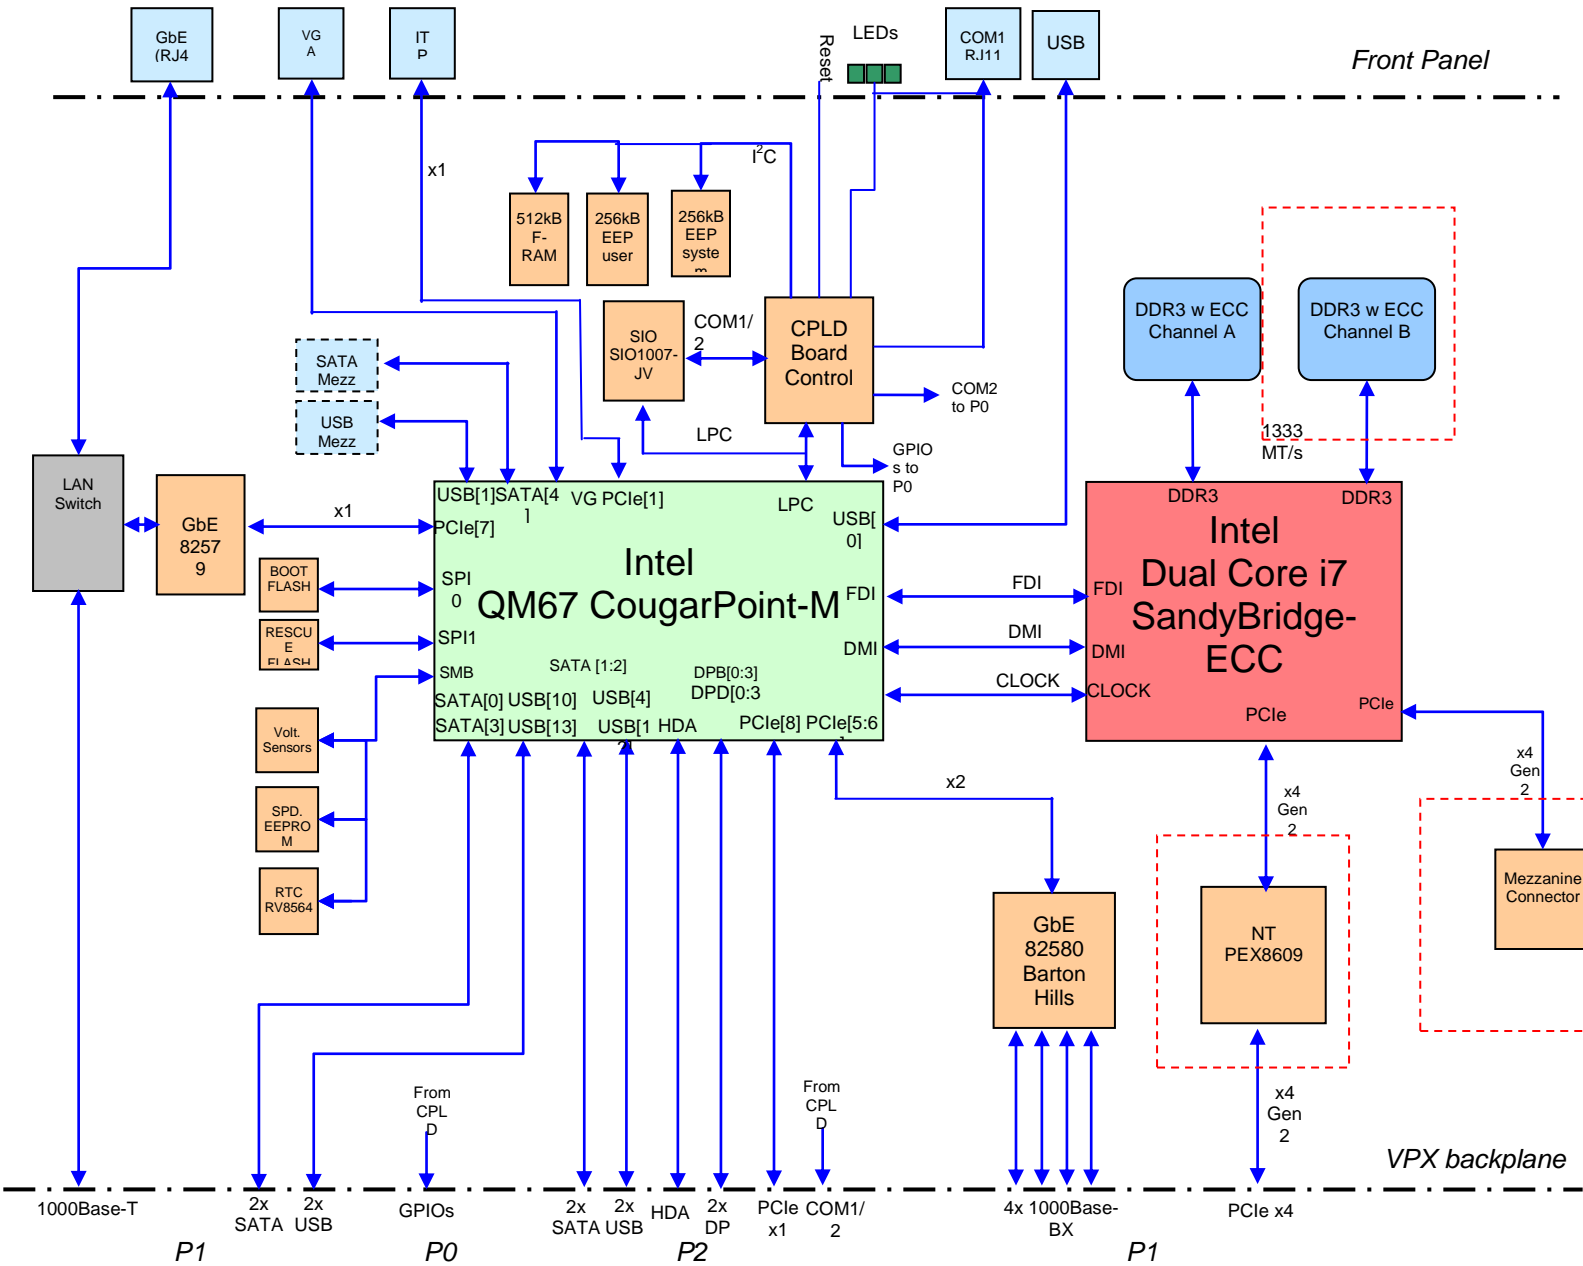 GbE
(RJ4
VG
A
IT
P
Reset
LEDs
COM1
RJ11
USB
Front Panel
x1
I²C
512kB
F-
RAM
256kB
EEP
user
256kB
EEP
syste
m
DDR3 w ECC
Channel A
DDR3 w ECC
Channel B
SIO
SIO1007-
JV
COM1/
2
CPLD
Board
Control
SATA
Mezz
USB
Mezz
COM2
to P0
LPC
GPIO
s to
P0
1333
MT/s
LAN
Switch
GbE
8257
9
x1
USB[1]
SATA[4
]
VG
PCIe[1]
LPC
USB[
0]
PCIe[7]
DDR3
DDR3
Intel
QM67 CougarPoint-M
Intel
Dual Core i7
SandyBridge-
ECC
BOOT
FLASH
SPI
0
FDI
FDI
FDI
RESCU
E
FLASH
SPI1
DMI
DMI
DMI
SMB
SATA [1:2]
DPB[0:3]
DPD[0:3
CLOCK
CLOCK
SATA[0]
USB[10]
USB[4]
SATA[3]
USB[13]
USB[1
2]
HDA
PCIe[8]
PCIe[5:6
]
PCIe
PCIe
Volt.
Sensors
x2
x4
Gen
2
x4
Gen
2
SPD.
EEPRO
M
RTC
RV8564
Mezzanine
Connector
GbE
82580
Barton
Hills
NT
PEX8609
From
CPL
D
From
CPL
D
x4
Gen
2
VPX backplane
1000Base-T
2x
SATA
2x
USB
GPIOs
2x
SATA
2x
USB
HDA
2x
DP
PCIe
x1
COM1/
2
4x 1000Base-
BX
PCIe x4
P1
P0
P2
P1